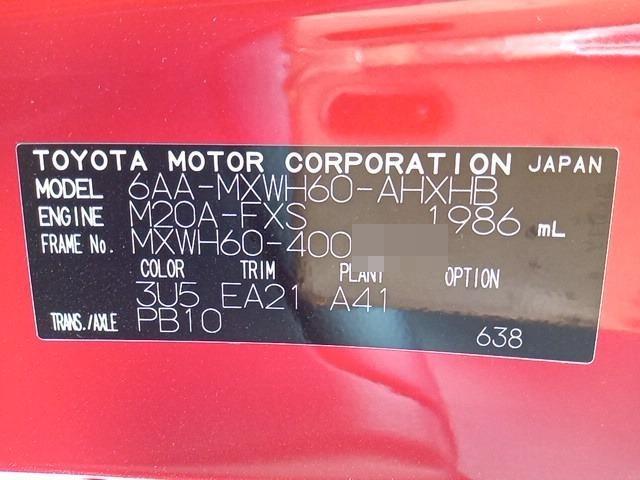 TOYOTA MOTOR CORPORATION JAPAN
MODEL 6AA-MXWH60-AHXHB
ENGINE M20A-FXS 1986 mL
FRAME No. MXWH60-400
COLOR TRIM PLANT OPTION
3U5 EA21 A41
TRANS./AXLE PB10 638